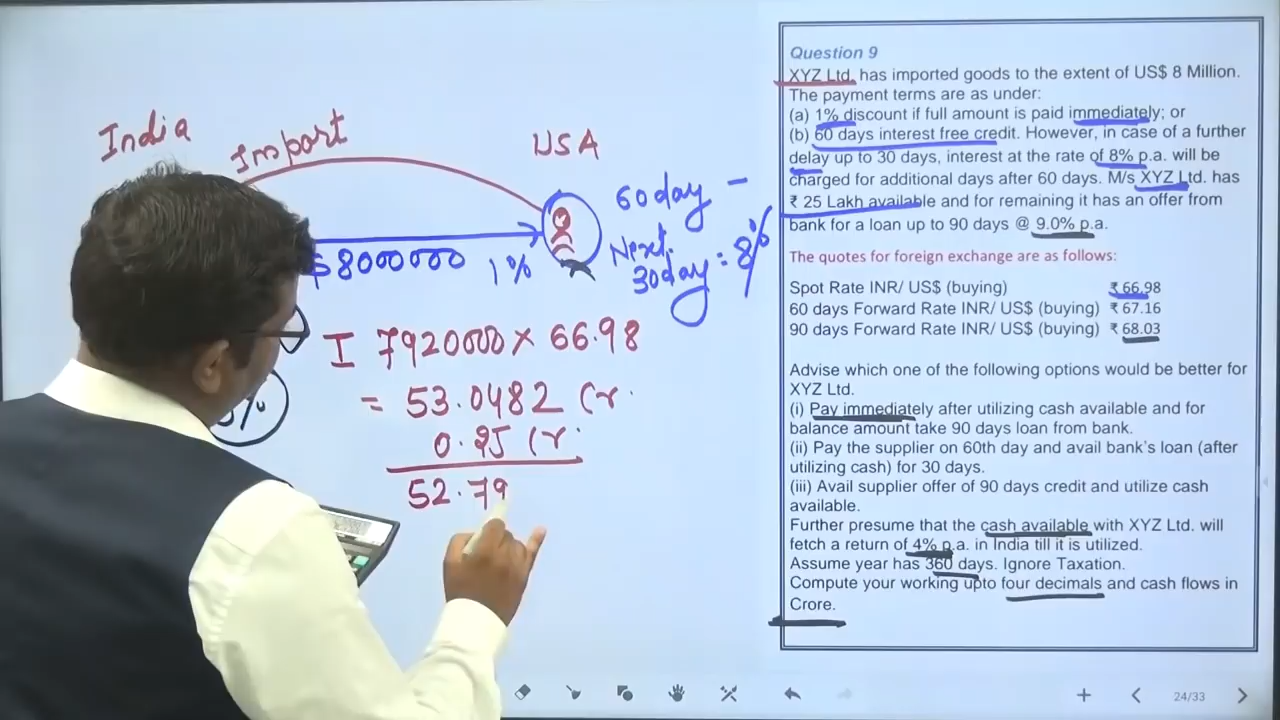 India
Import
USA
$8000000
1%
60 day -
Next
30 day = 8%
I 7920000 × 66.98
= 53.0482 Cr.
0.25 Cr.
52.79
Question 9
XYZ Ltd. has imported goods to the extent of US$ 8 Million.
The payment terms are as under:
(a) 1% discount if full amount is paid immediately; or
(b) 60 days interest free credit. However, in case of a further
delay up to 30 days, interest at the rate of 8% p.a. will be
charged for additional days after 60 days. M/s XYZ Ltd. has
₹ 25 Lakh available and for remaining it has an offer from
bank for a loan up to 90 days @ 9.0% p.a.
The quotes for foreign exchange are as follows:
Spot Rate INR/ US$ (buying) ₹ 66.98
60 days Forward Rate INR/ US$ (buying) ₹ 67.16
90 days Forward Rate INR/ US$ (buying) ₹ 68.03
Advise which one of the following options would be better for
XYZ Ltd.
(i) Pay immediately after utilizing cash available and for
balance amount take 90 days loan from bank.
(ii) Pay the supplier on 60th day and avail bank's loan (after
utilizing cash) for 30 days.
(iii) Avail supplier offer of 90 days credit and utilize cash
available.
Further presume that the cash available with XYZ Ltd. will
fetch a return of 4% p.a. in India till it is utilized.
Assume year has 360 days. Ignore Taxation.
Compute your working upto four decimals and cash flows in
Crore.
24/33